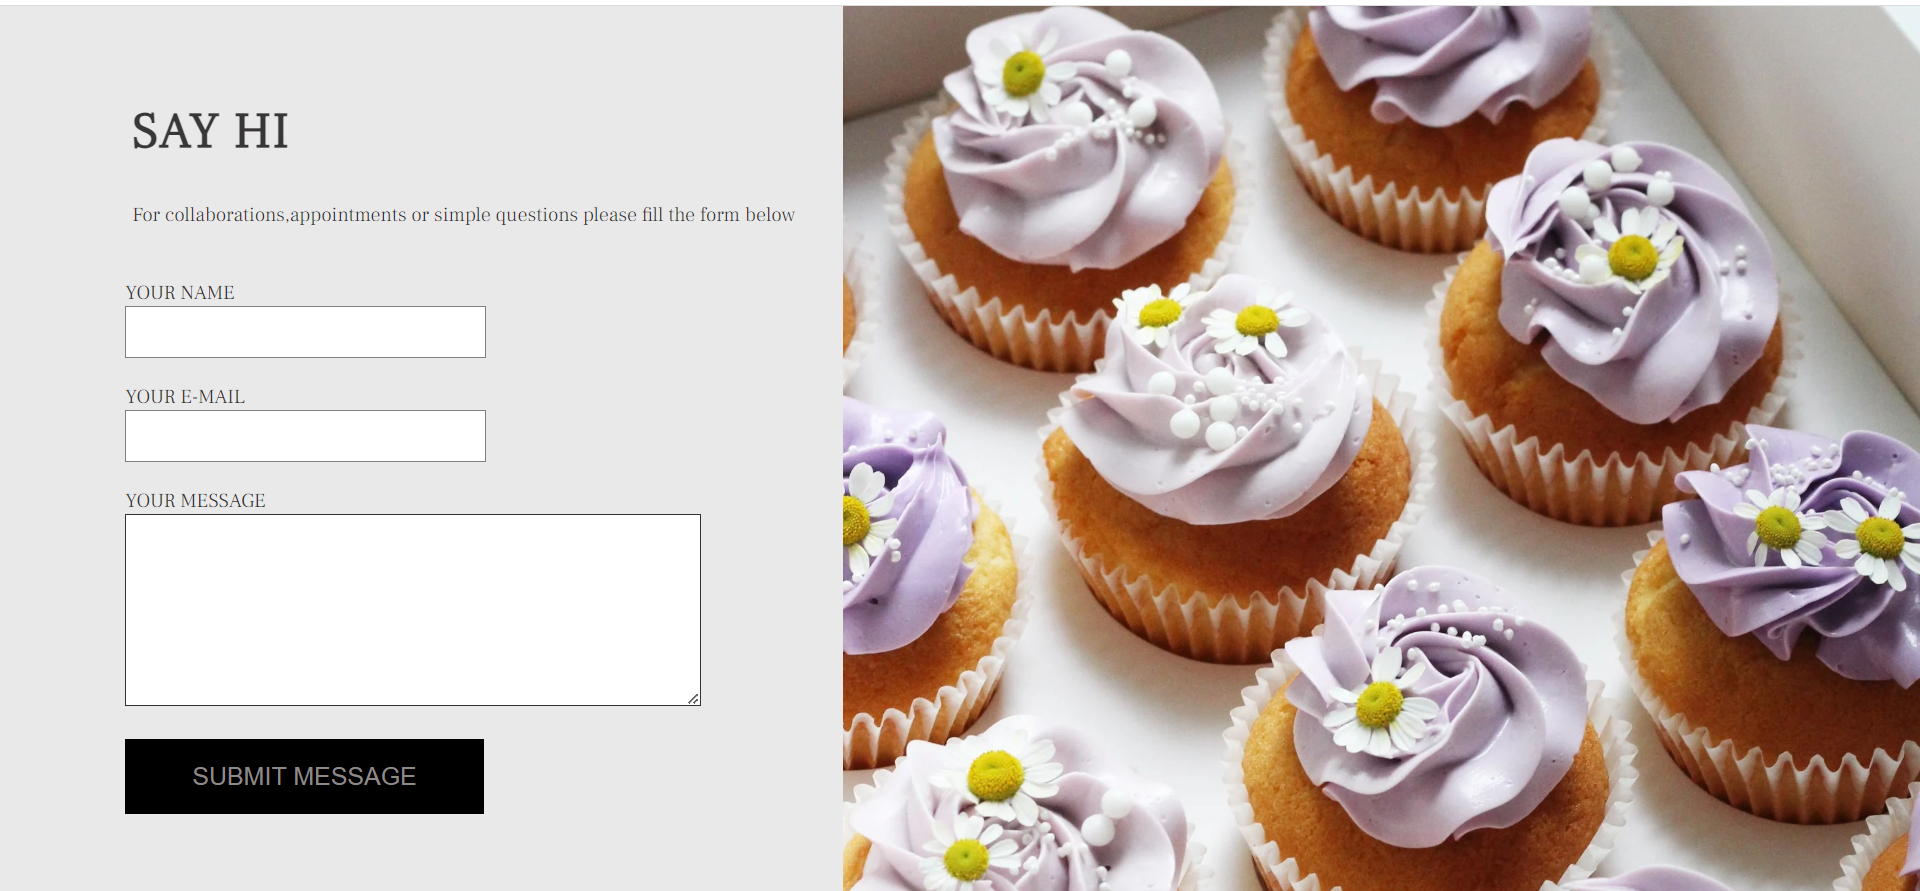 SAY HI
For collaborations,appointments or simple questions please fill the form below
YOUR NAME
YOUR E-MAIL
YOUR MESSAGE
SUBMIT MESSAGE